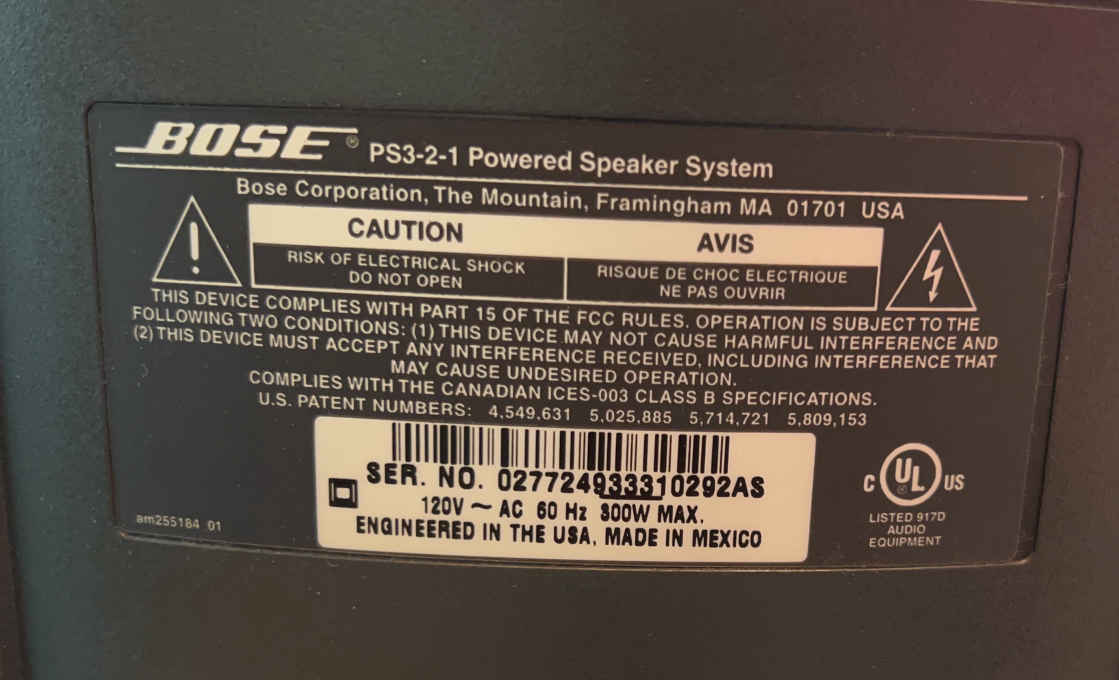 BOSE® PS3-2-1 Powered Speaker System
Bose Corporation, The Mountain, Framingham MA 01701 USA
CAUTION
RISK OF ELECTRICAL SHOCK
DO NOT OPEN
AVIS
RISQUE DE CHOC ELECTRIQUE
NE PAS OUVRIR
THIS DEVICE COMPLIES WITH PART 15 OF THE FCC RULES. OPERATION IS SUBJECT TO THE
FOLLOWING TWO CONDITIONS: (1) THIS DEVICE MAY NOT CAUSE HARMFUL INTERFERENCE AND
(2) THIS DEVICE MUST ACCEPT ANY INTERFERENCE RECEIVED, INCLUDING INTERFERENCE THAT
MAY CAUSE UNDESIRED OPERATION.
COMPLIES WITH THE CANADIAN ICES-003 CLASS B SPECIFICATIONS.
U.S. PATENT NUMBERS: 4,549,631 5,025,885 5,714,721 5,809,153
SER. NO. 027724933310292AS
120V ~ AC 60 Hz 300W MAX.
ENGINEERED IN THE USA, MADE IN MEXICO
am255184 01
C UL® US
LISTED 917D
AUDIO
EQUIPMENT